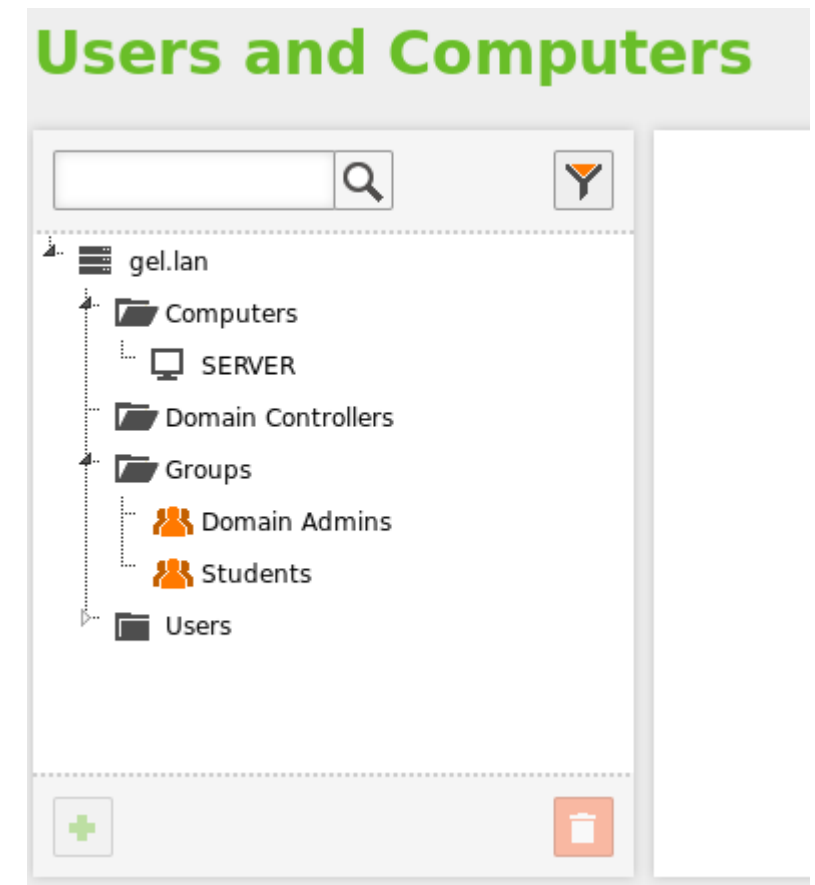 Users and Computers
gel.lan
Computers
SERVER
Domain Controllers
Groups
Domain Admins
Students
Users